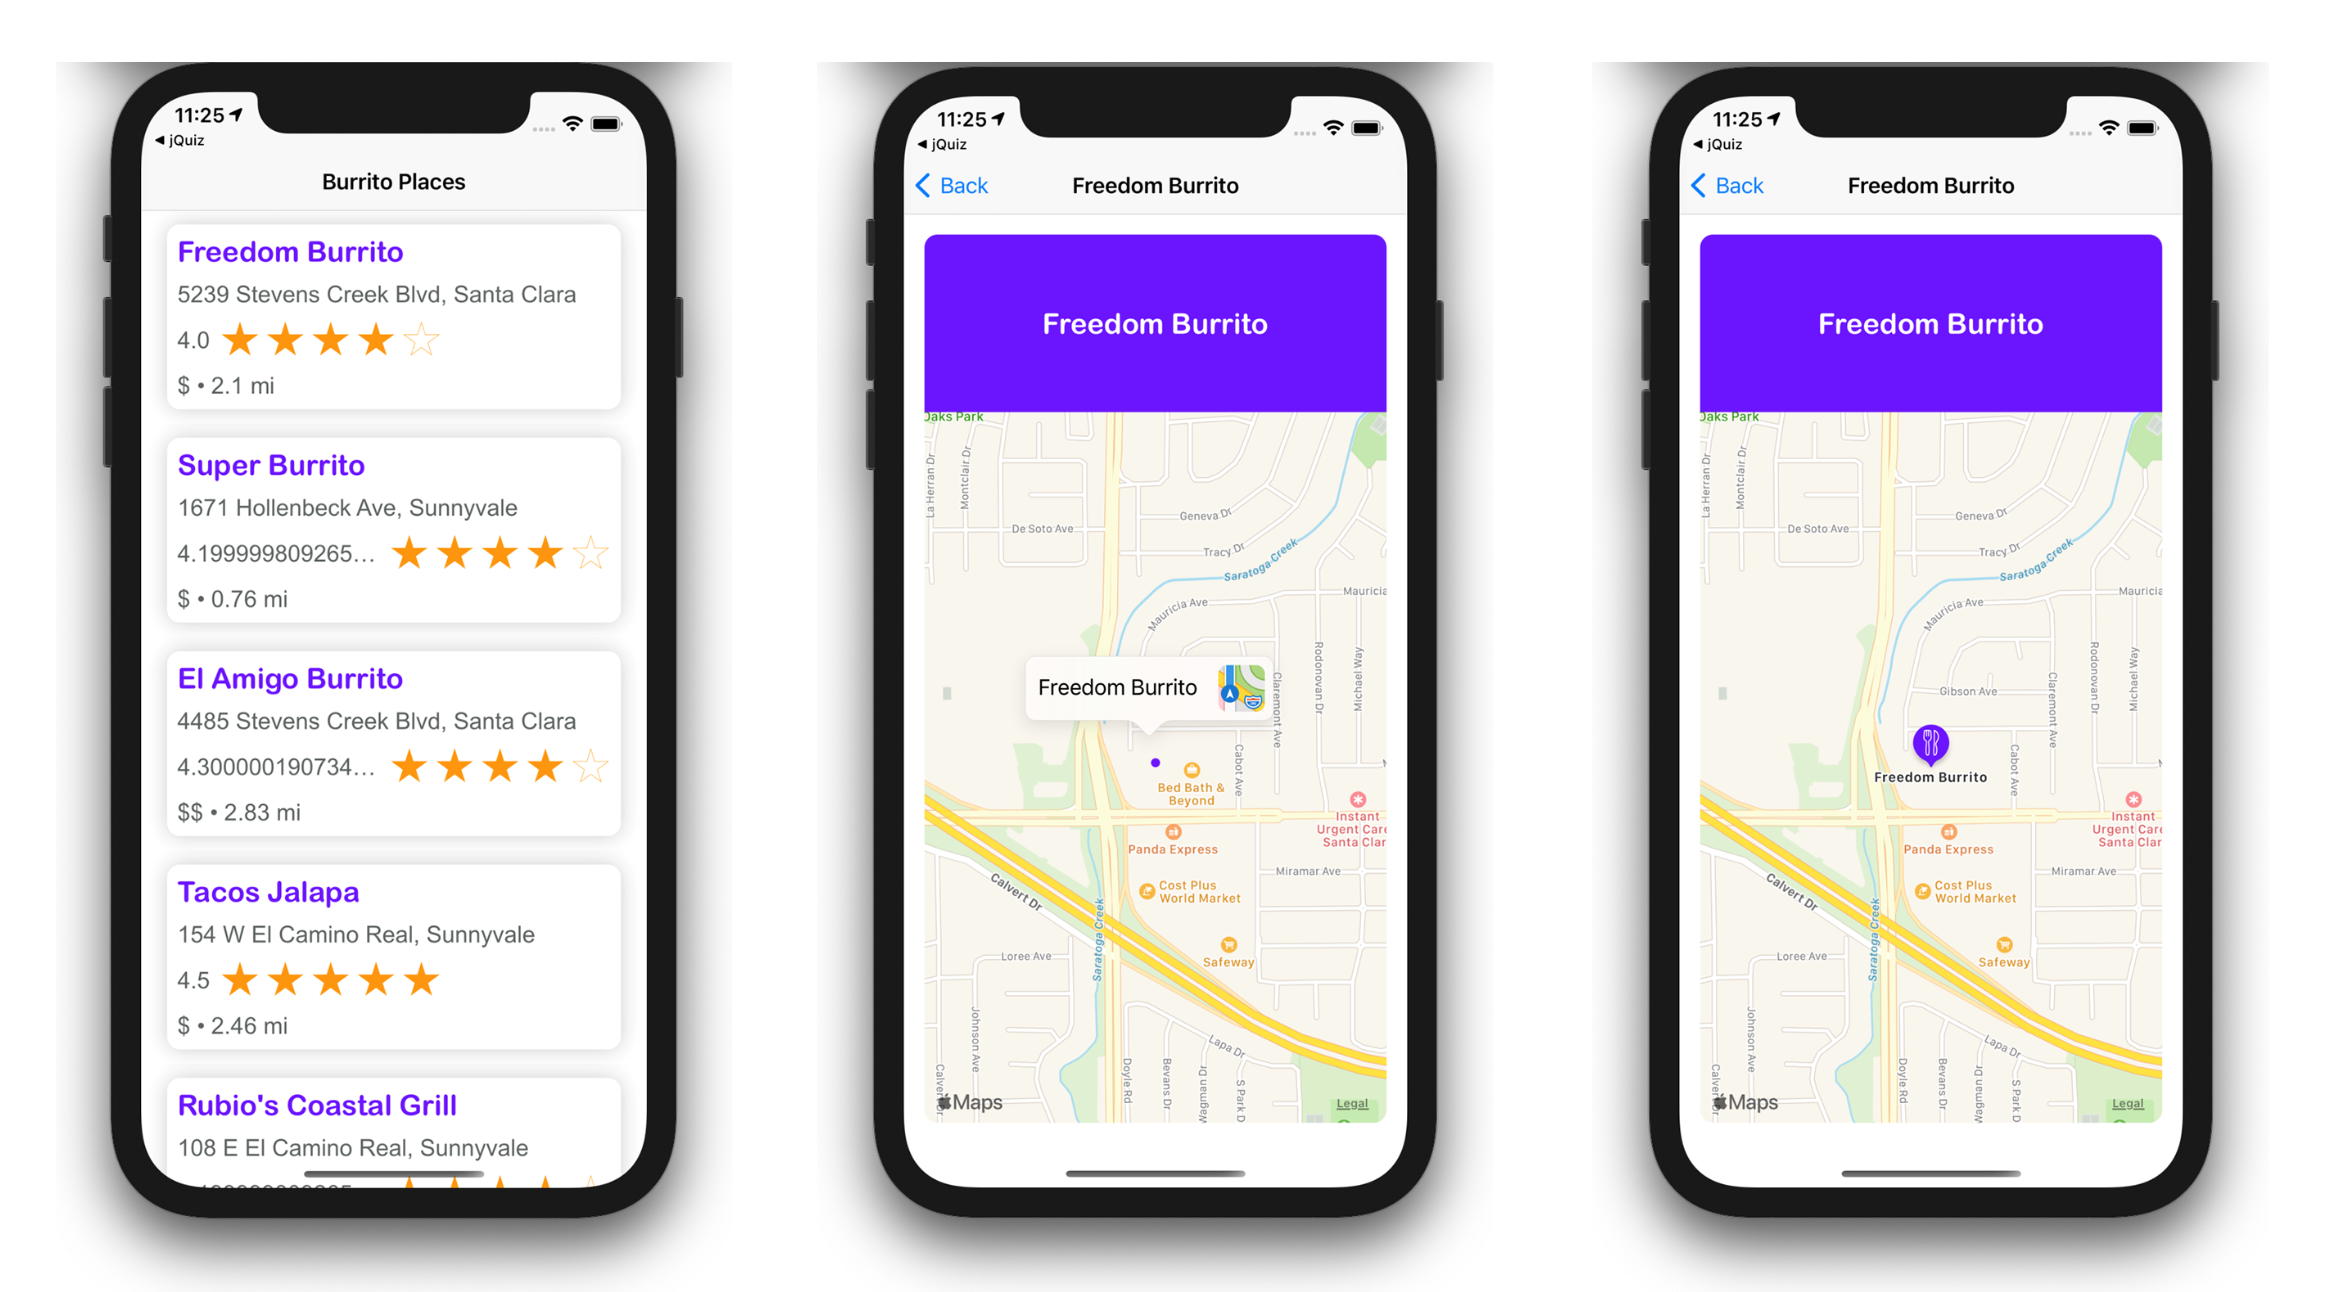 11:25
◀ jQuiz
Burrito Places
Freedom Burrito
5239 Stevens Creek Blvd, Santa Clara
4.0 ★★★★☆
$ • 2.1 mi
Super Burrito
1671 Hollenbeck Ave, Sunnyvale
4.199999809265... ★★★★☆
$ • 0.76 mi
El Amigo Burrito
4485 Stevens Creek Blvd, Santa Clara
4.300000190734... ★★★★☆
$$ • 2.83 mi
Tacos Jalapa
154 W El Camino Real, Sunnyvale
4.5 ★★★★★
$ • 2.46 mi
Rubio's Coastal Grill
108 E El Camino Real, Sunnyvale
11:25
◀ jQuiz
Back
Freedom Burrito
Freedom Burrito
Oaks Park
La Herran Dr
Montclair Dr
De Soto Ave
Geneva Dr
Tracy Dr
Saratoga Creek
Mauricia Ave
Mauricia
Freedom Burrito
Claremont Ave
Rodonovan Dr
Michael Way
Cabot Ave
Bed Bath &
Beyond
Instant
Urgent Care
Santa Clar
Panda Express
Miramar Ave
Cost Plus
World Market
Calvert Dr
Saratoga Creek
Safeway
Loree Ave
Johnson Ave
Lapa Dr
Doyle Rd
Bevans Dr
Wagman Dr
S Park D
Calvert Dr
Maps
Legal
11:25
◀ jQuiz
Back
Freedom Burrito
Freedom Burrito
Oaks Park
La Herran Dr
Montclair Dr
De Soto Ave
Geneva Dr
Tracy Dr
Saratoga Creek
Mauricia Ave
Mauricia
Gibson Ave
Claremont Ave
Rodonovan Dr
Michael Way
Freedom Burrito
Cabot Ave
Instant
Urgent Care
Santa Clar
Panda Express
Miramar Ave
Cost Plus
World Market
Calvert Dr
Saratoga Creek
Safeway
Loree Ave
Johnson Ave
Lapa Dr
Doyle Rd
Bevans Dr
Wagman Dr
S Park D
Calvert Dr
Maps
Legal